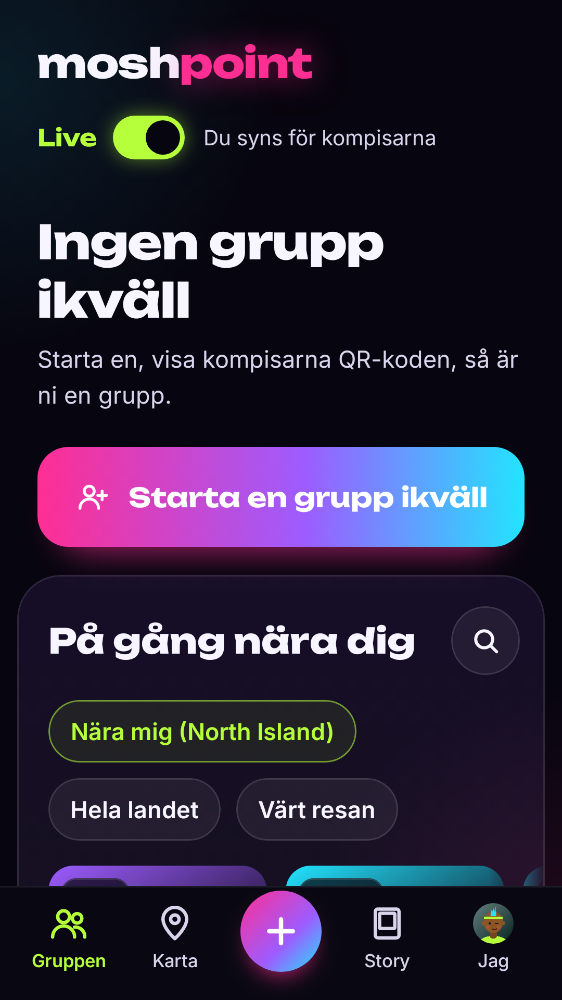 moshpoint
Live
Du syns för kompisarna
Ingen grupp
ikväll
Starta en, visa kompisarna QR-koden, så är
ni en grupp.
Starta en grupp ikväll
På gång nära dig
Nära mig (North Island)
Hela landet
Värt resan
Gruppen
Karta
Story
Jag